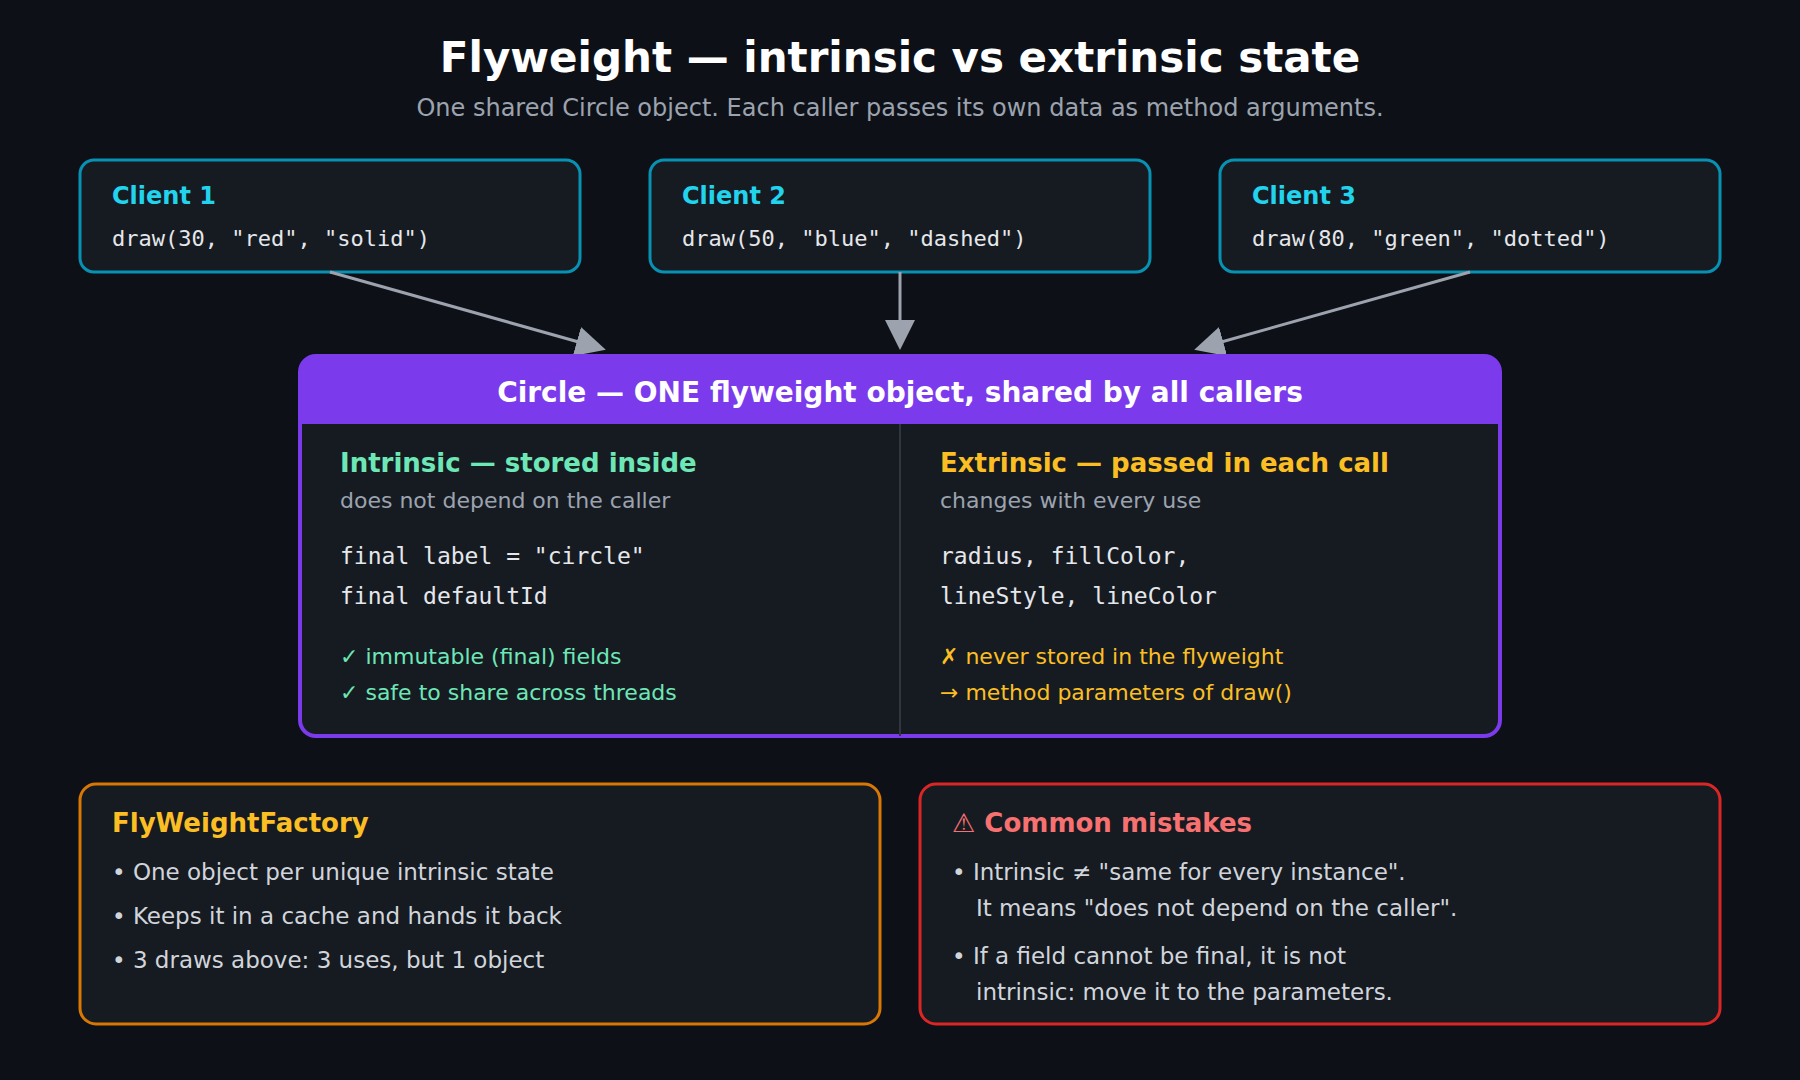 Flyweight — intrinsic vs extrinsic state
One shared Circle object. Each caller passes its own data as method arguments.
Client 1
draw(30, "red", "solid")
Client 2
draw(50, "blue", "dashed")
Client 3
draw(80, "green", "dotted")
Circle — ONE flyweight object, shared by all callers
Intrinsic — stored inside
does not depend on the caller
final label = "circle"
final defaultId
✓ immutable (final) fields
✓ safe to share across threads
Extrinsic — passed in each call
changes with every use
radius, fillColor,
lineStyle, lineColor
✗ never stored in the flyweight
→ method parameters of draw()
FlyWeightFactory
• One object per unique intrinsic state
• Keeps it in a cache and hands it back
• 3 draws above: 3 uses, but 1 object
⚠ Common mistakes
• Intrinsic ≠ "same for every instance".
It means "does not depend on the caller".
• If a field cannot be final, it is not
intrinsic: move it to the parameters.